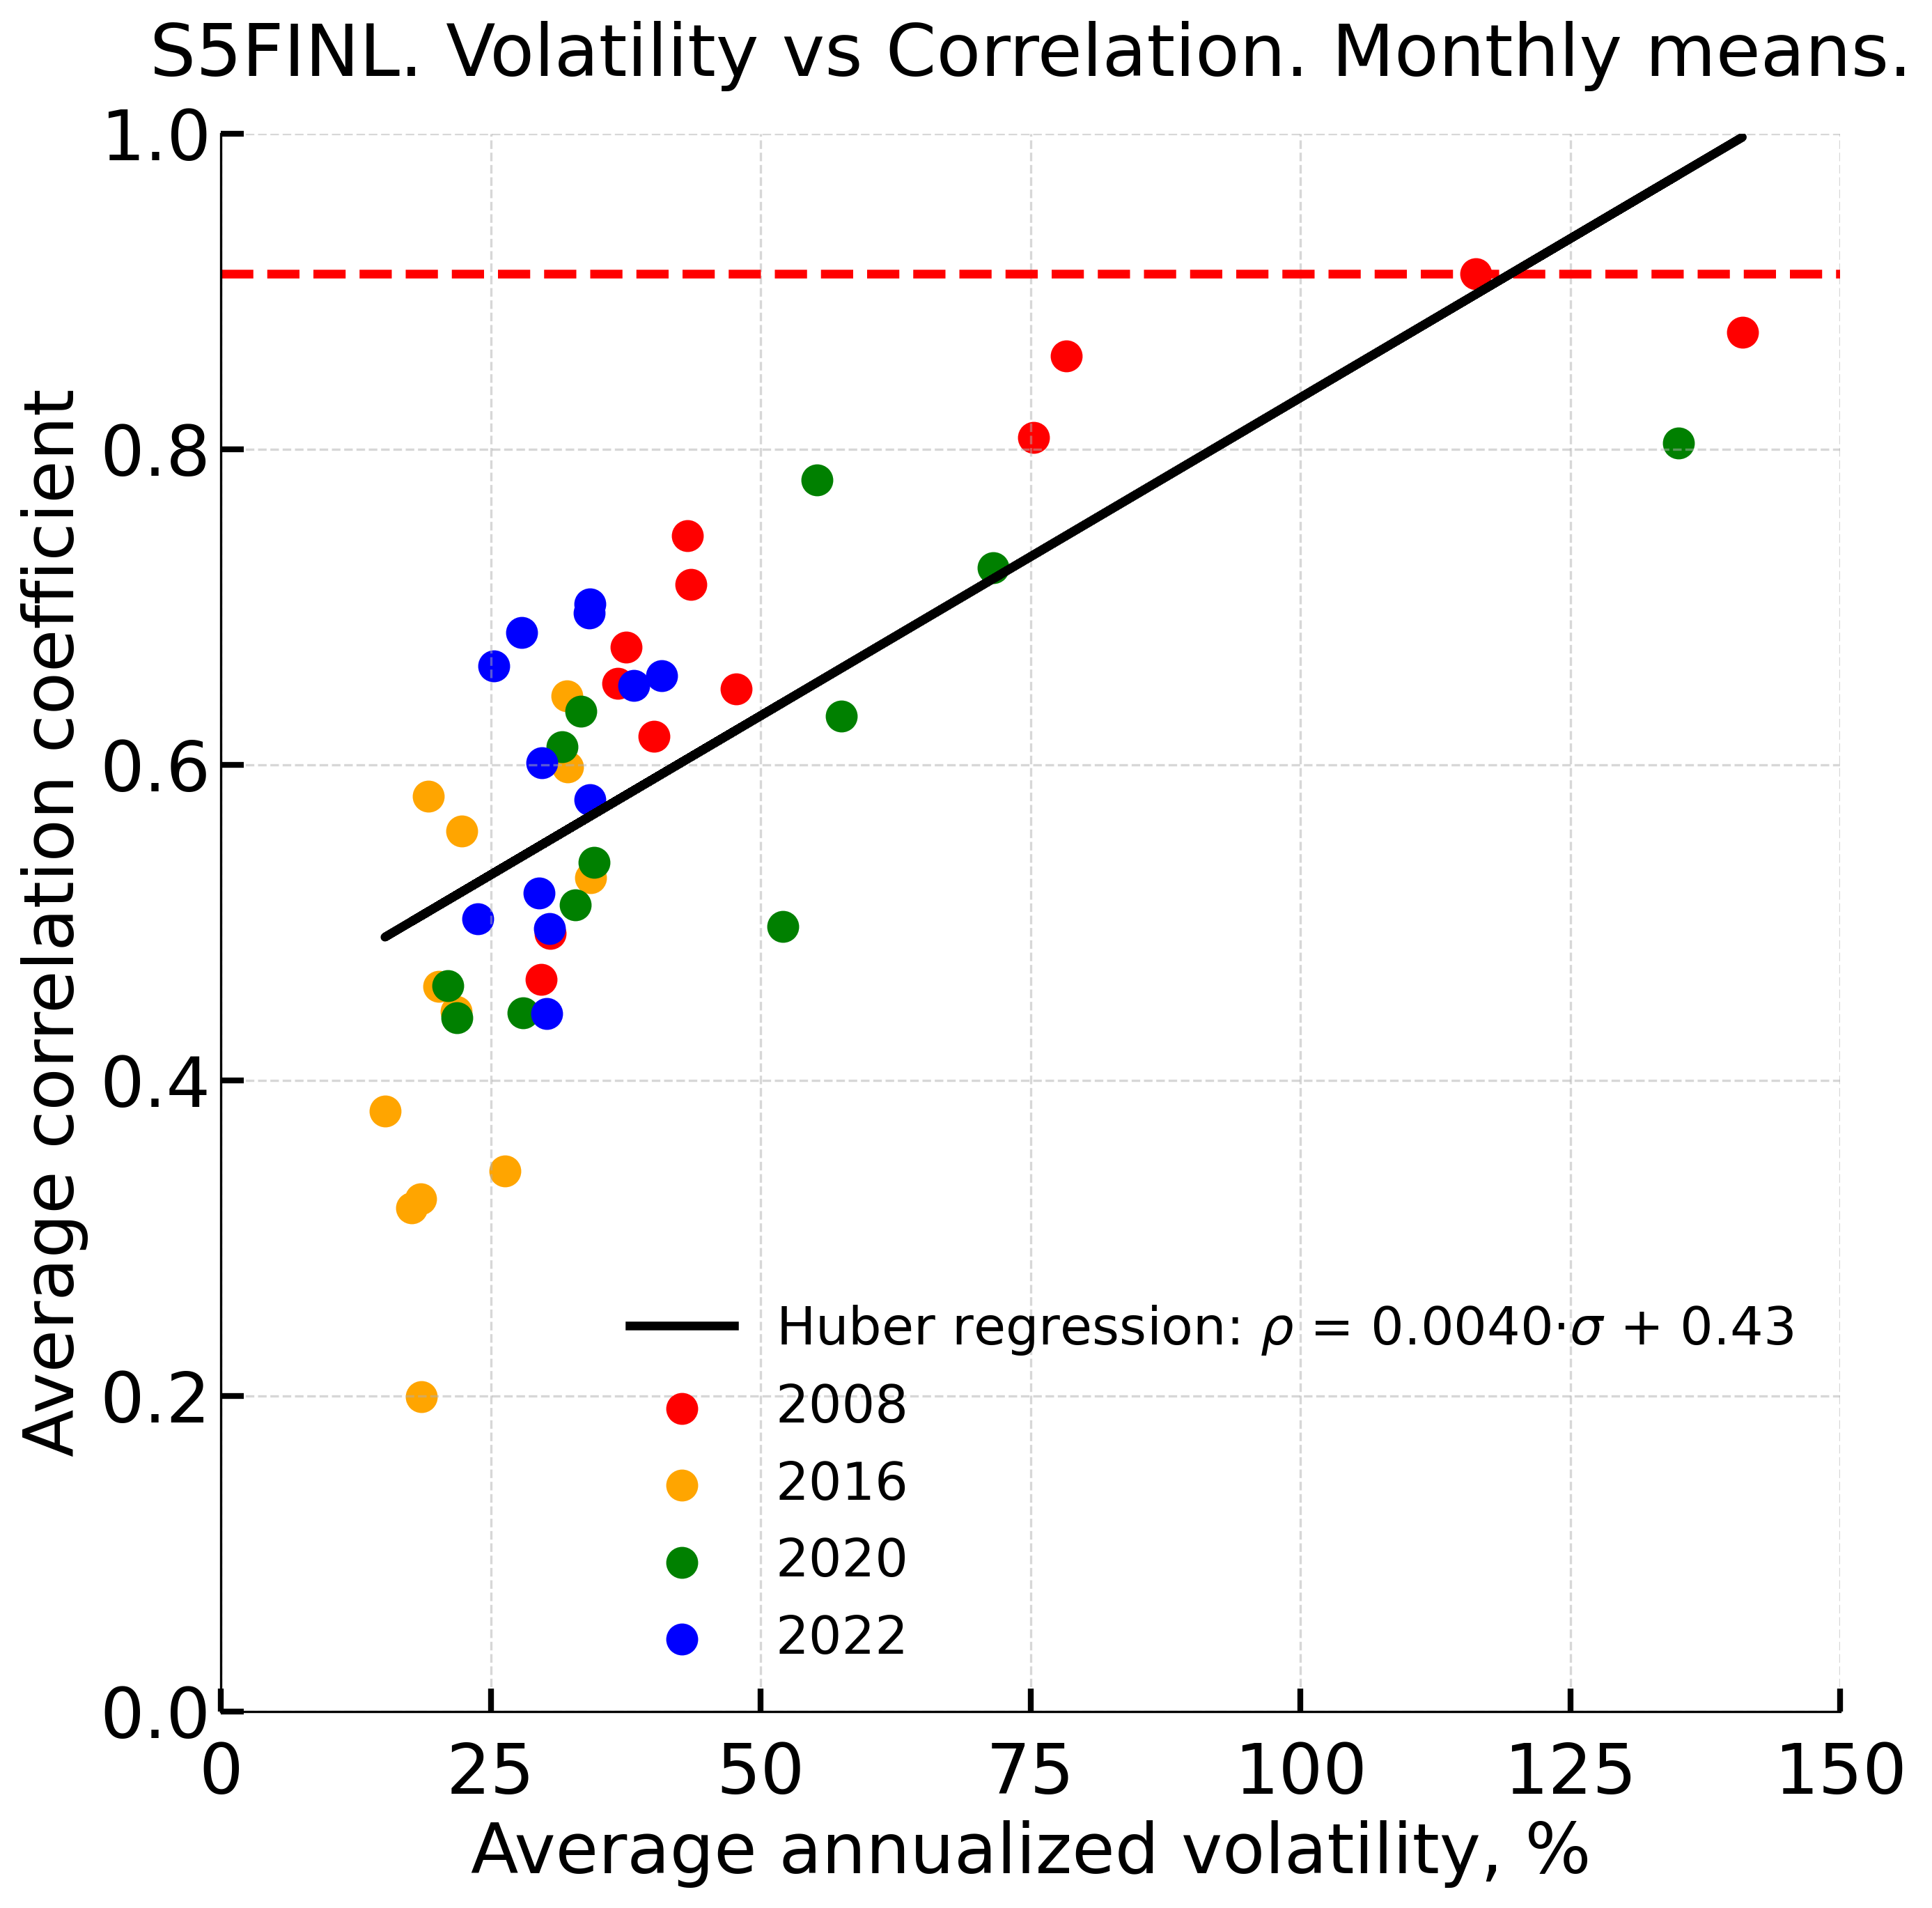 S5FINL. Volatility vs Correlation. Monthly means.
1.0
0.8
0.6
0.4
0.2
0.0
Average correlation coefficient
Huber regression: ρ = 0.0040·σ + 0.43
2008
2016
2020
2022
0 25 50 75 100 125 150
Average annualized volatility, %